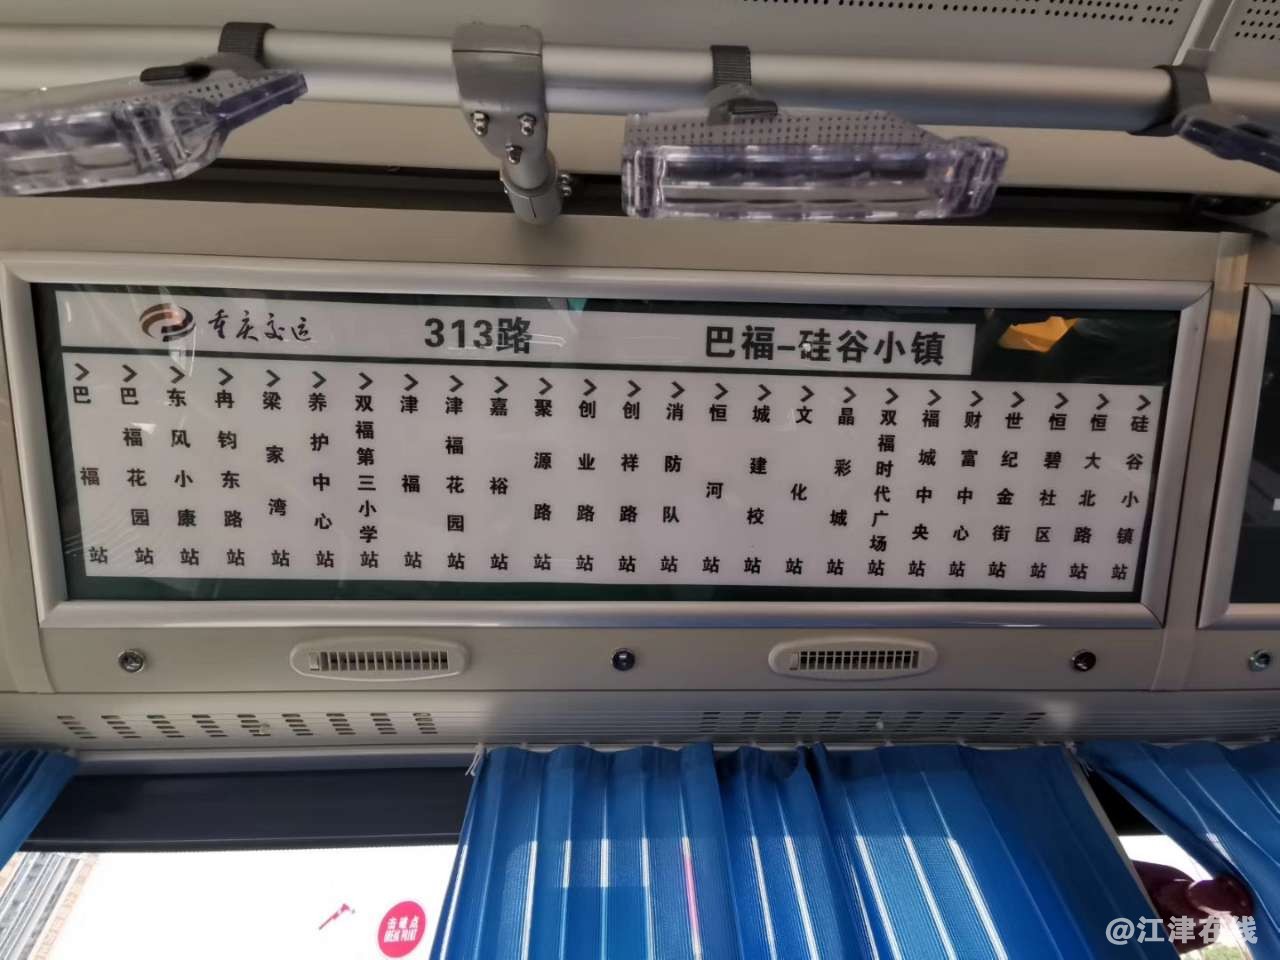 重庆交运
313路
巴福-硅谷小镇
巴福站
巴福花园站
东风小康站
冉钧东路站
梁家湾站
养护中心站
双福第三小学站
津福站
津福花园站
嘉裕站
聚源路站
创业路站
创祥路站
消防队站
恒河站
城建校站
文化站
晶彩城站
双福时代广场站
福城中央站
财富中心站
世纪金街站
恒碧社区站
恒大北路站
硅谷小镇站
击破点
BREAK POINT
@江津在线